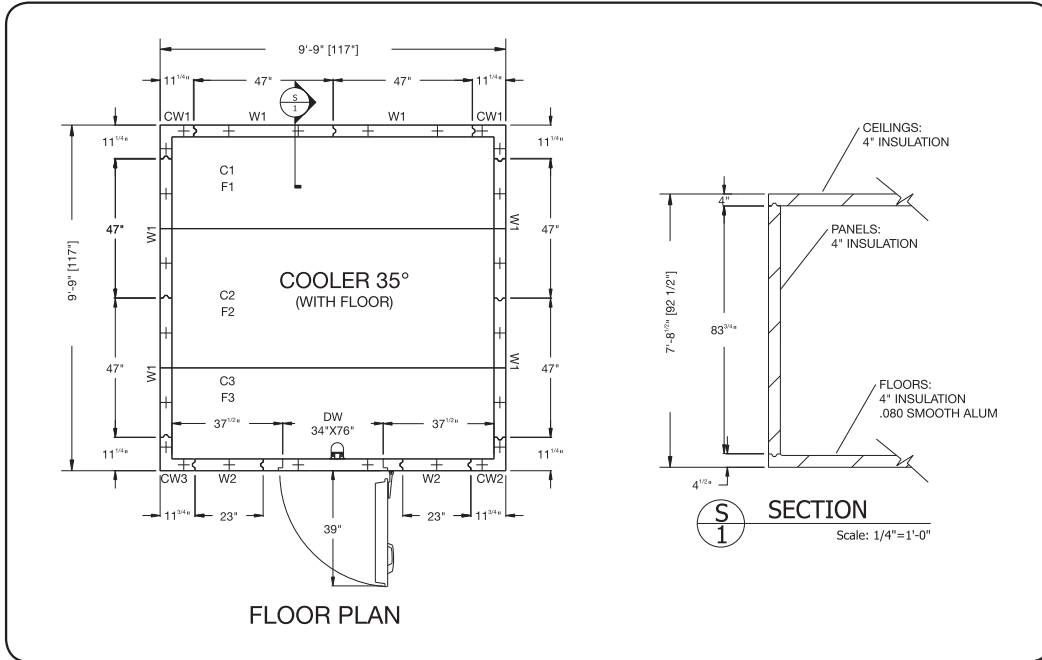 9'-9" [117"]
11 1/4" 47" 47" 11 1/4"
S
1
CW1 W1 W1 CW1
11 1/4" 11 1/4"
C1
F1
47" 47"
W1 W1
9'-9" [117"]
COOLER 35°
(WITH FLOOR)
C2
F2
47" 47"
W1 W1
C3
F3
DW
34"X76"
37 1/2" 37 1/2"
11 1/4" 11 1/4"
CW3 W2 W2 CW2
11 3/4" 23" 23" 11 3/4"
39"
FLOOR PLAN
CEILINGS:
4" INSULATION
4"
PANELS:
4" INSULATION
7'-8 1/2" [92 1/2"]
83 3/4"
FLOORS:
4" INSULATION
.080 SMOOTH ALUM
4 1/2"
S
1
SECTION
Scale: 1/4"=1'-0"